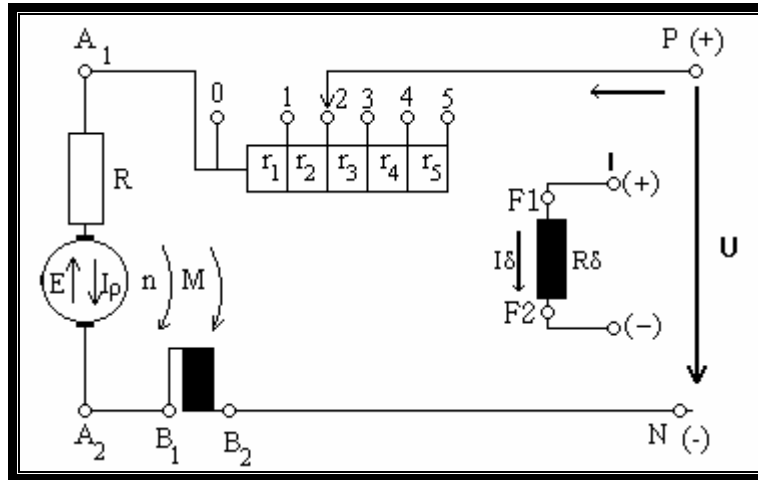 A1 P (+)
0 1 2 3 4 5
r1 r2 r3 r4 r5
R
I (+)
F1
E Iρ n M Iδ Rδ U
F2 (−)
A2 B1 B2 N (-)